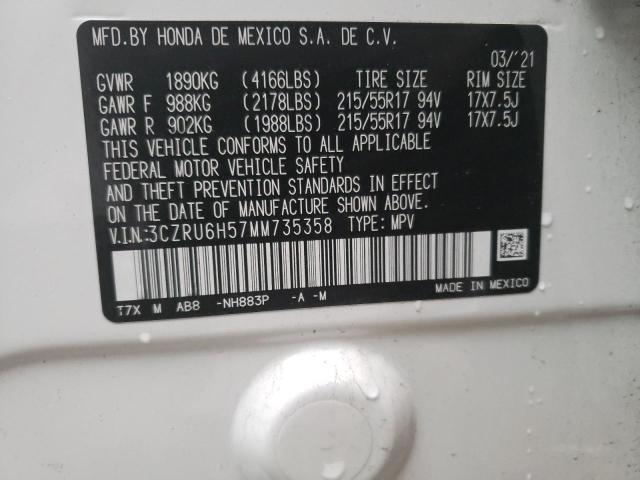 MFD.BY HONDA DE MEXICO S.A. DE C.V.
03/'21
GVWR 1890KG (4166LBS) TIRE SIZE RIM SIZE
GAWR F 988KG (2178LBS) 215/55R17 94V 17X7.5J
GAWR R 902KG (1988LBS) 215/55R17 94V 17X7.5J
THIS VEHICLE CONFORMS TO ALL APPLICABLE
FEDERAL MOTOR VEHICLE SAFETY
AND THEFT PREVENTION STANDARDS IN EFFECT
ON THE DATE OF MANUFACTURE SHOWN ABOVE.
V.I.N:3CZRU6H57MM735358 TYPE: MPV
T7X M AB8 -NH883P -A -M
MADE IN MEXICO